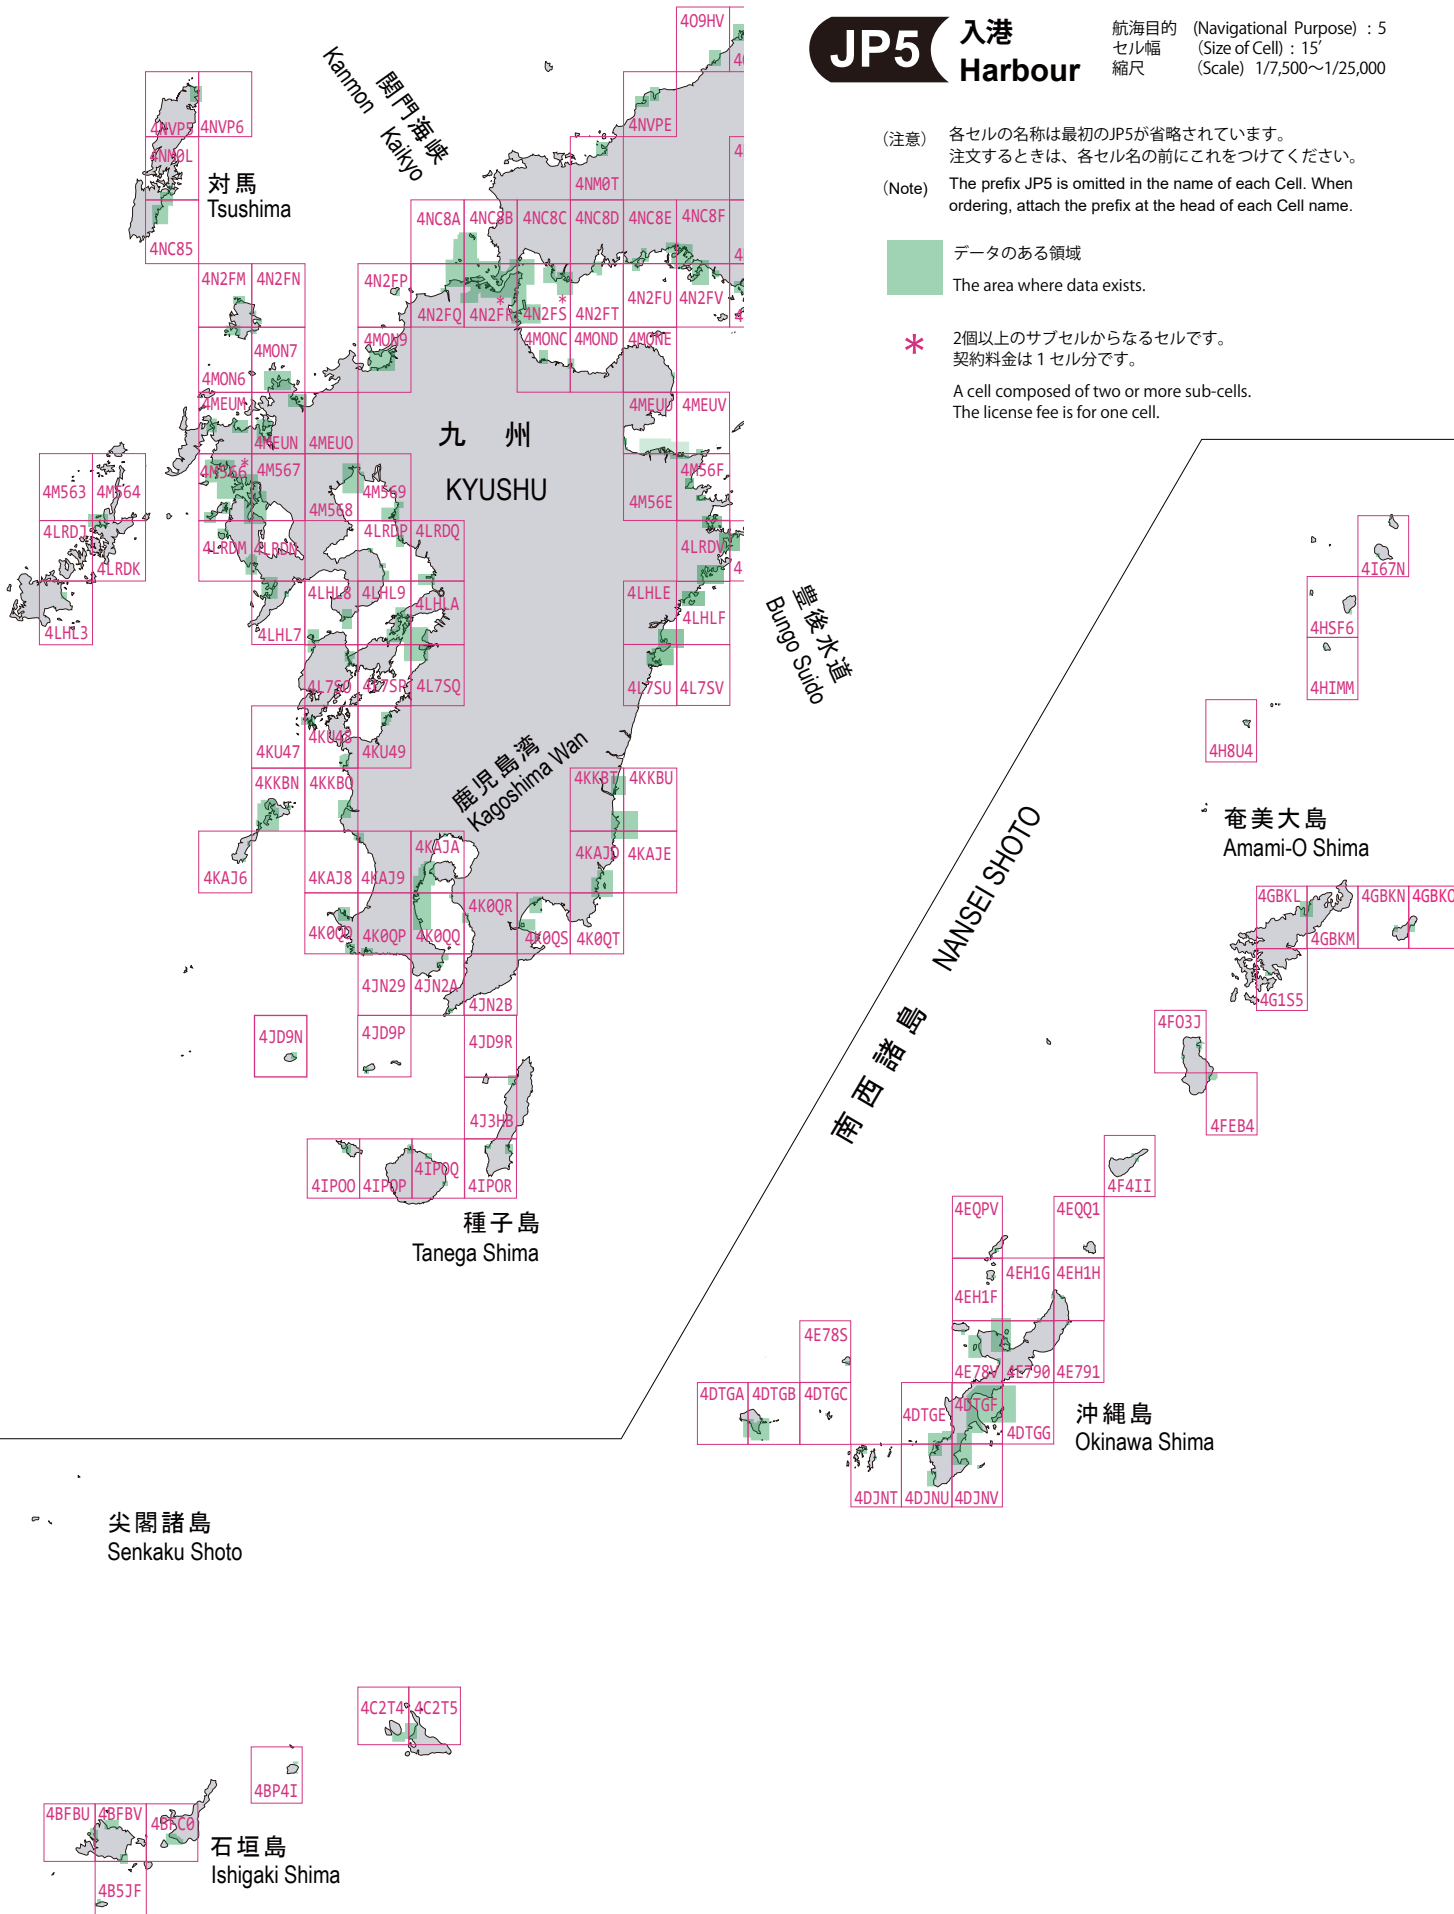 JP5
入港
Harbour
航海目的 (Navigational Purpose) : 5
セル幅 (Size of Cell) : 15′
縮尺 (Scale) 1/7,500～1/25,000
(注意) 各セルの名称は最初のJP5が省略されています。
注文するときは、各セル名の前にこれをつけてください。
(Note) The prefix JP5 is omitted in the name of each Cell. When
ordering, attach the prefix at the head of each Cell name.
データのある領域
The area where data exists.
* 2個以上のサブセルからなるセルです。
契約料金は１セル分です。
A cell composed of two or more sub-cells.
The license fee is for one cell.
関門海峡
Kanmon Kaikyo
対馬
Tsushima
九州
KYUSHU
豊後水道
Bungo Suido
鹿児島湾
Kagoshima Wan
種子島
Tanega Shima
南西諸島 NANSEI SHOTO
奄美大島
Amami-O Shima
沖縄島
Okinawa Shima
尖閣諸島
Senkaku Shoto
石垣島
Ishigaki Shima
4O9HV
4NVP5 4NVP6 4NVPE
4NM0L 4NM0T
4NC85 4NC8A 4NC8B 4NC8C 4NC8D 4NC8E 4NC8F
4N2FM 4N2FN 4N2FP 4N2FQ 4N2FR * 4N2FS * 4N2FT 4N2FU 4N2FV
4MON6 4MON7 4MON9 4MONC 4MOND 4MONE
4MEUM 4MEUN 4MEUO 4MEUU 4MEUV
4M563 4M564 4M566 * 4M567 4M568 4M569 4M56E 4M56F
4LRDJ 4LRDK 4LRDM 4LRDN 4LRDP 4LRDQ 4LRDV
4LHL3 4LHL7 4LHL8 4LHL9 4LHLA 4LHLE 4LHLF
4L7SO 4L7SP 4L7SQ 4L7SU 4L7SV
4KU47 4KU48 4KU49
4KKBN 4KKBO 4KKBT 4KKBU
4KAJ6 4KAJ8 4KAJ9 4KAJA 4KAJD 4KAJE
4K0QP 4K0QQ 4K0QR 4K0QS 4K0QT
4JN29 4JN2A 4JN2B
4JD9N 4JD9P 4JD9R
4J3HB
4IPOO 4IPOP 4IPOQ 4IPOR
4I67N
4HSF6
4HIMM
4H8U4
4GBKL 4GBKM 4GBKN 4GBKO
4G1S5
4FO3J
4FEB4
4F4II
4EQPV 4EQQ1
4EH1F 4EH1G 4EH1H
4E78S 4E78V 4E790 4E791
4DTGA 4DTGB 4DTGC 4DTGE 4DTGF 4DTGG
4DJNT 4DJNU 4DJNV
4C2T4 4C2T5
4BP4I
4BFBU 4BFBV 4BFC0
4B5JF